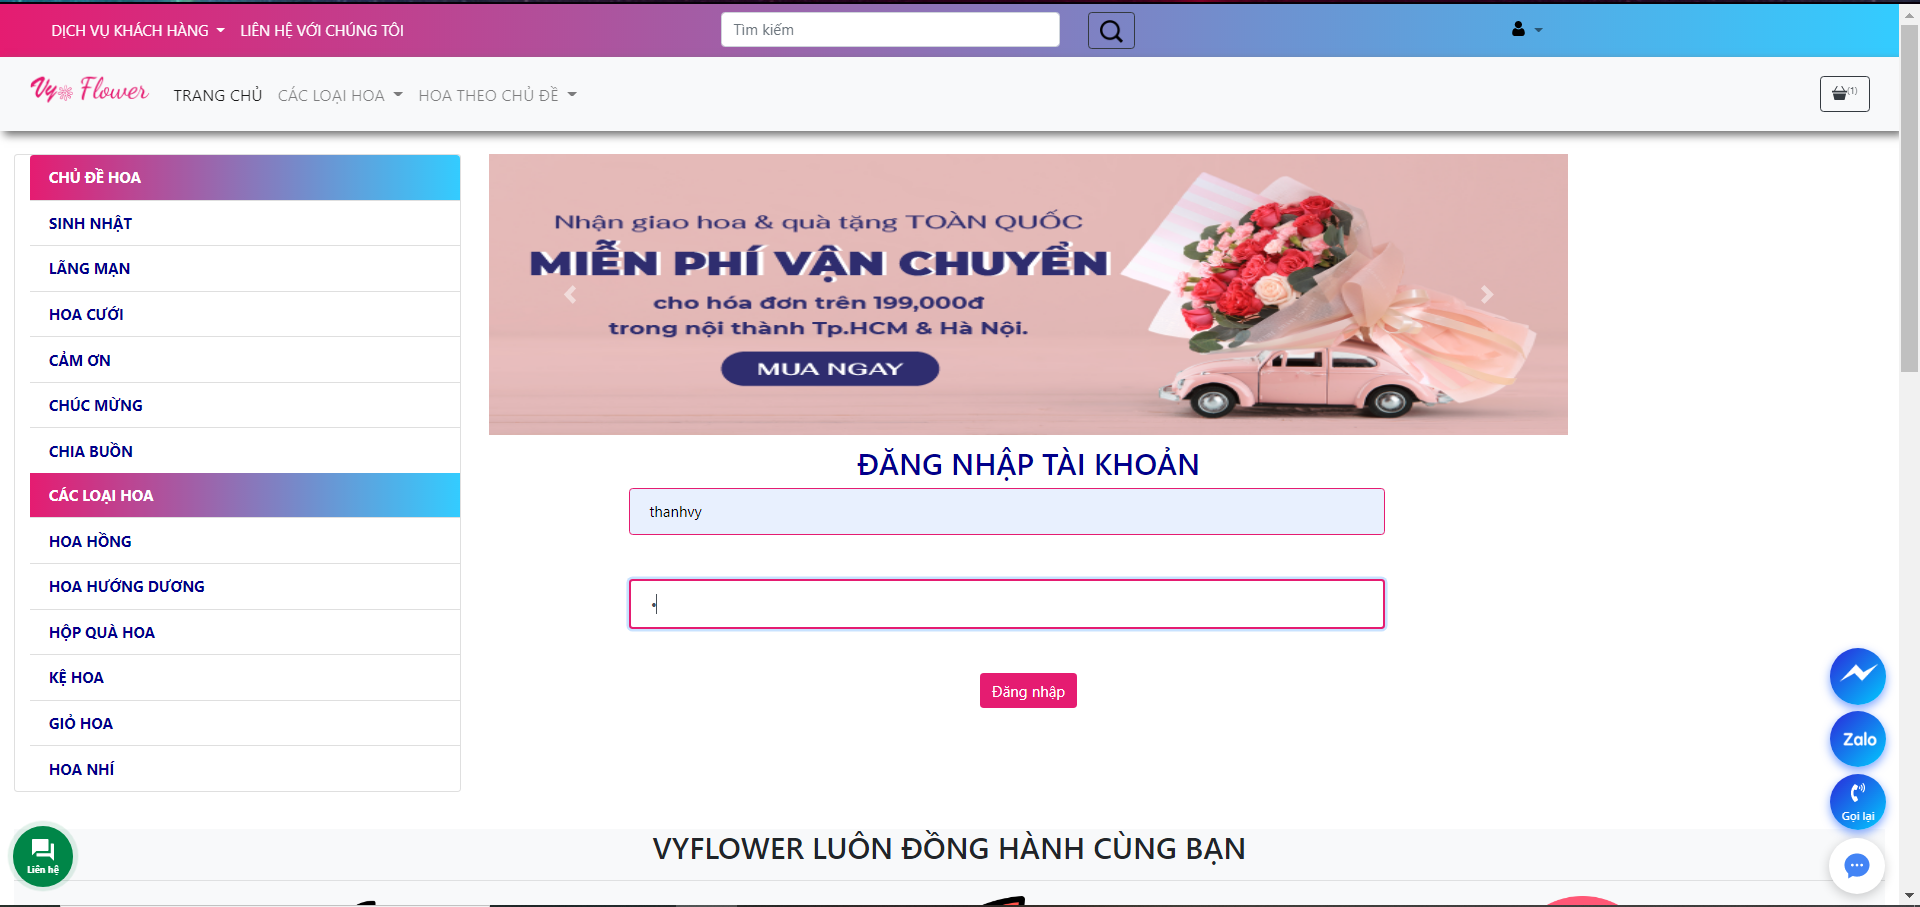 DỊCH VỤ KHÁCH HÀNG LIÊN HỆ VỚI CHÚNG TÔI Tìm kiếm
Vy Flower TRANG CHỦ CÁC LOẠI HOA HOA THEO CHỦ ĐỀ (1)
CHỦ ĐỀ HOA
SINH NHẬT
LÃNG MẠN
HOA CƯỚI
CẢM ƠN
CHÚC MỪNG
CHIA BUỒN
CÁC LOẠI HOA
HOA HỒNG
HOA HƯỚNG DƯƠNG
HỘP QUÀ HOA
KỆ HOA
GIỎ HOA
HOA NHÍ
Nhận giao hoa & quà tặng TOÀN QUỐC
MIỄN PHÍ VẬN CHUYỂN
cho hóa đơn trên 199,000đ
trong nội thành Tp.HCM & Hà Nội.
MUA NGAY
ĐĂNG NHẬP TÀI KHOẢN
thanhvy
Đăng nhập
Zalo
Gọi lại
Liên hệ
VYFLOWER LUÔN ĐỒNG HÀNH CÙNG BẠN